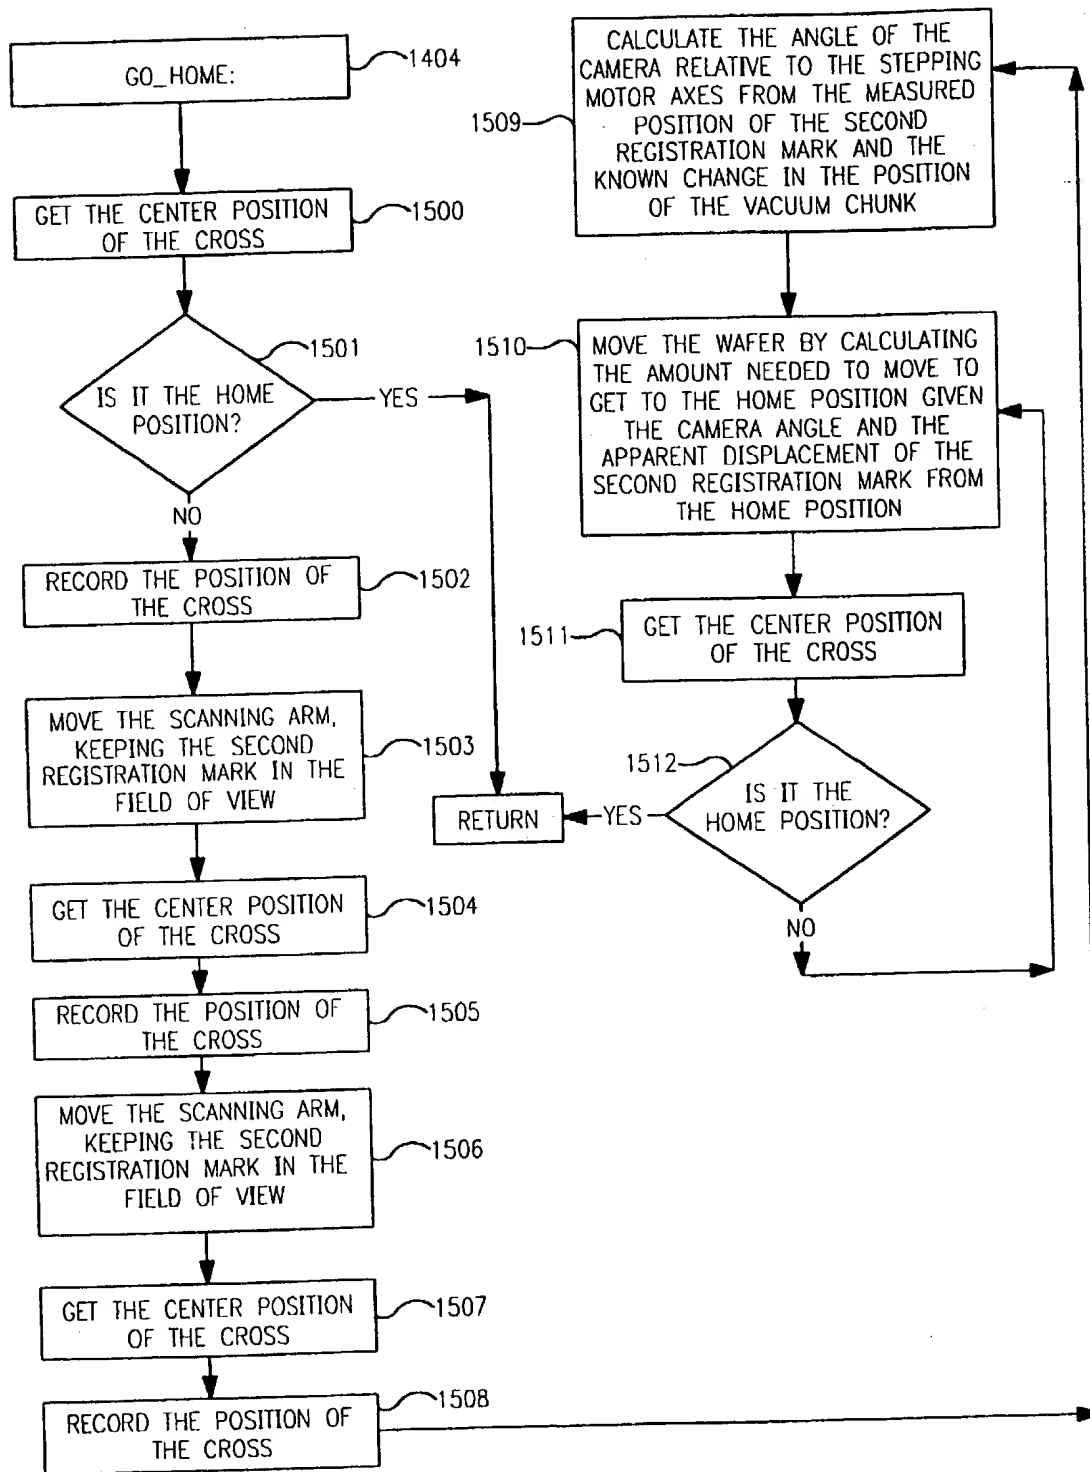 GO_HOME:
1404
GET THE CENTER POSITION
OF THE CROSS
1500
IS IT THE HOME
POSITION?
1501
YES
NO
RECORD THE POSITION OF
THE CROSS
1502
MOVE THE SCANNING ARM,
KEEPING THE SECOND
REGISTRATION MARK IN THE
FIELD OF VIEW
1503
GET THE CENTER POSITION
OF THE CROSS
1504
RECORD THE POSITION OF
THE CROSS
1505
MOVE THE SCANNING ARM,
KEEPING THE SECOND
REGISTRATION MARK IN THE
FIELD OF VIEW
1506
GET THE CENTER POSITION
OF THE CROSS
1507
RECORD THE POSITION OF
THE CROSS
1508
CALCULATE THE ANGLE OF THE
CAMERA RELATIVE TO THE STEPPING
MOTOR AXES FROM THE MEASURED
POSITION OF THE SECOND
REGISTRATION MARK AND THE
KNOWN CHANGE IN THE POSITION
OF THE VACUUM CHUNK
1509
MOVE THE WAFER BY CALCULATING
THE AMOUNT NEEDED TO MOVE TO
GET TO THE HOME POSITION GIVEN
THE CAMERA ANGLE AND THE
APPARENT DISPLACEMENT OF THE
SECOND REGISTRATION MARK FROM
THE HOME POSITION
1510
GET THE CENTER POSITION
OF THE CROSS
1511
IS IT THE
HOME POSITION?
1512
YES
RETURN
NO